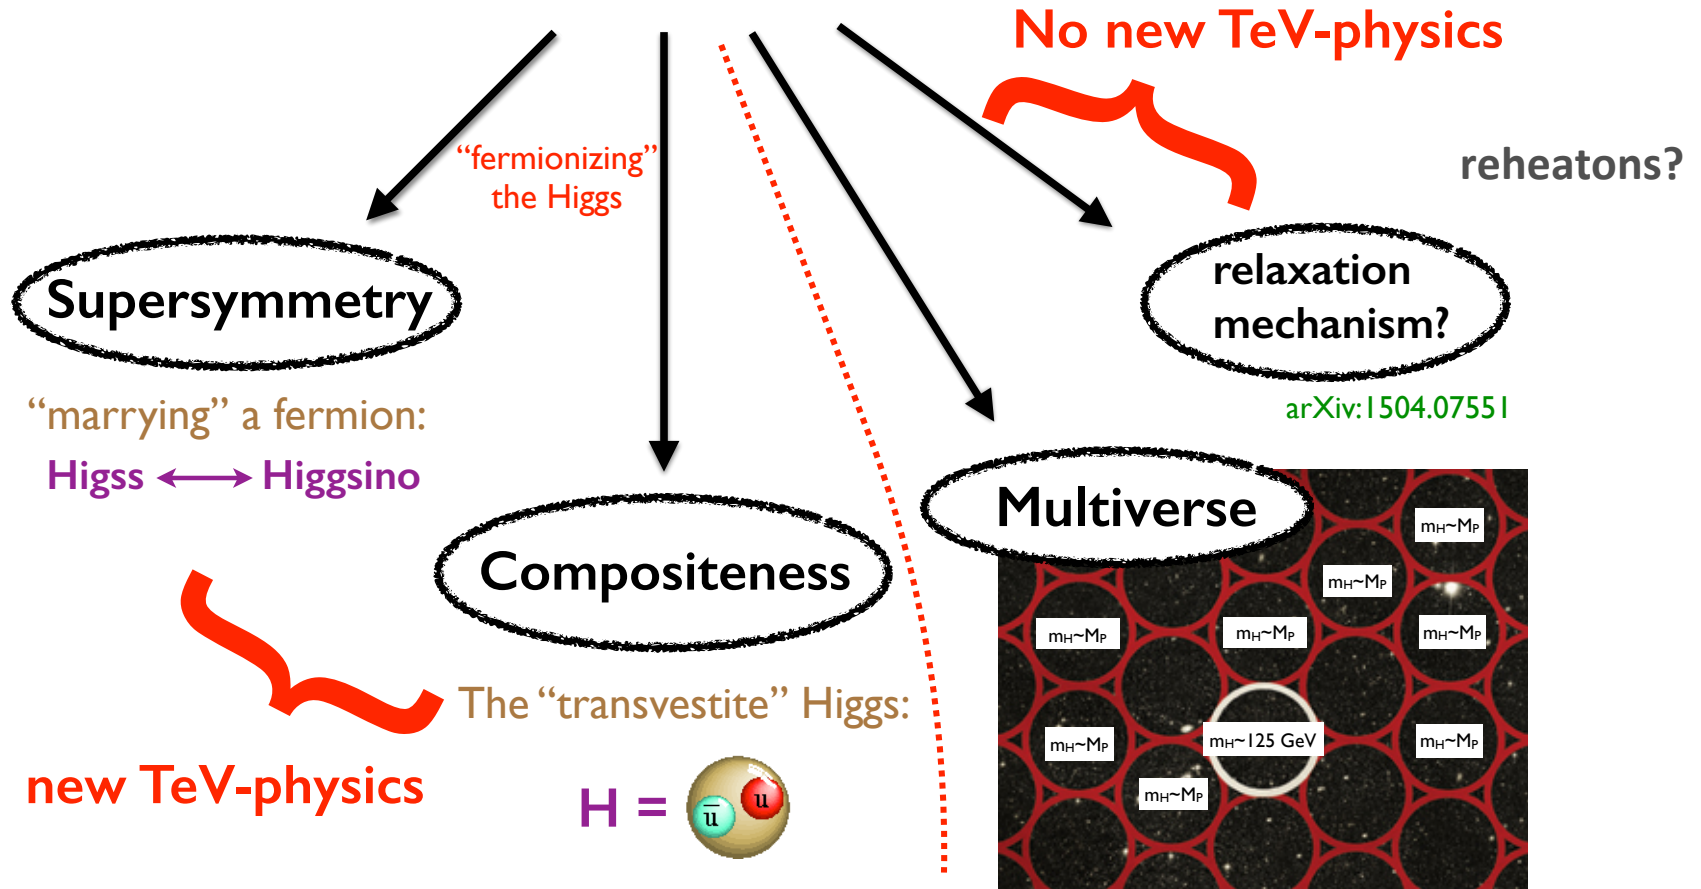 No new TeV-physics
“fermionizing”
the Higgs
reheatons?
Supersymmetry
relaxation
mechanism?
“marrying” a fermion:
Higss Higgsino
arXiv:1504.07551
Compositeness
Multiverse
mH~MP
mH~MP
mH~MP
mH~MP
mH~MP
The “transvestite” Higgs:
mH~MP
mH~125 GeV
mH~MP
mH~MP
new TeV-physics
H =
u
u̅